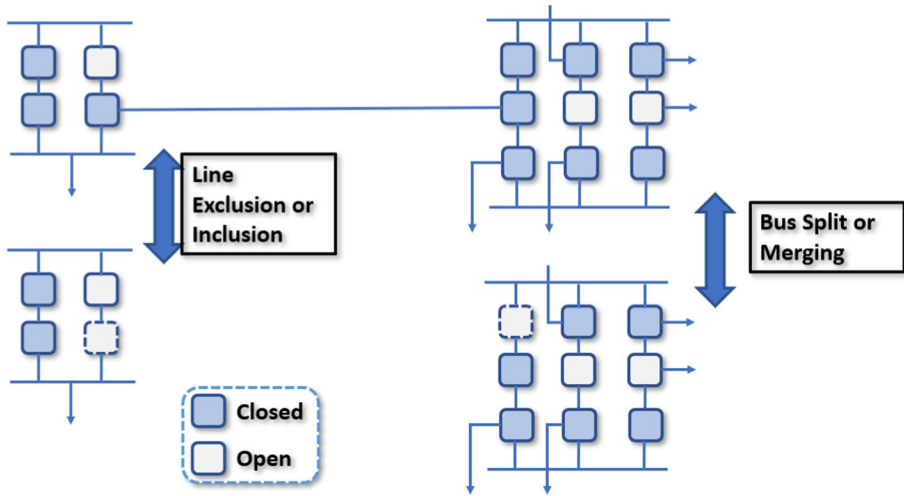 Line
Exclusion or
Inclusion
Bus Split or
Merging
Closed
Open